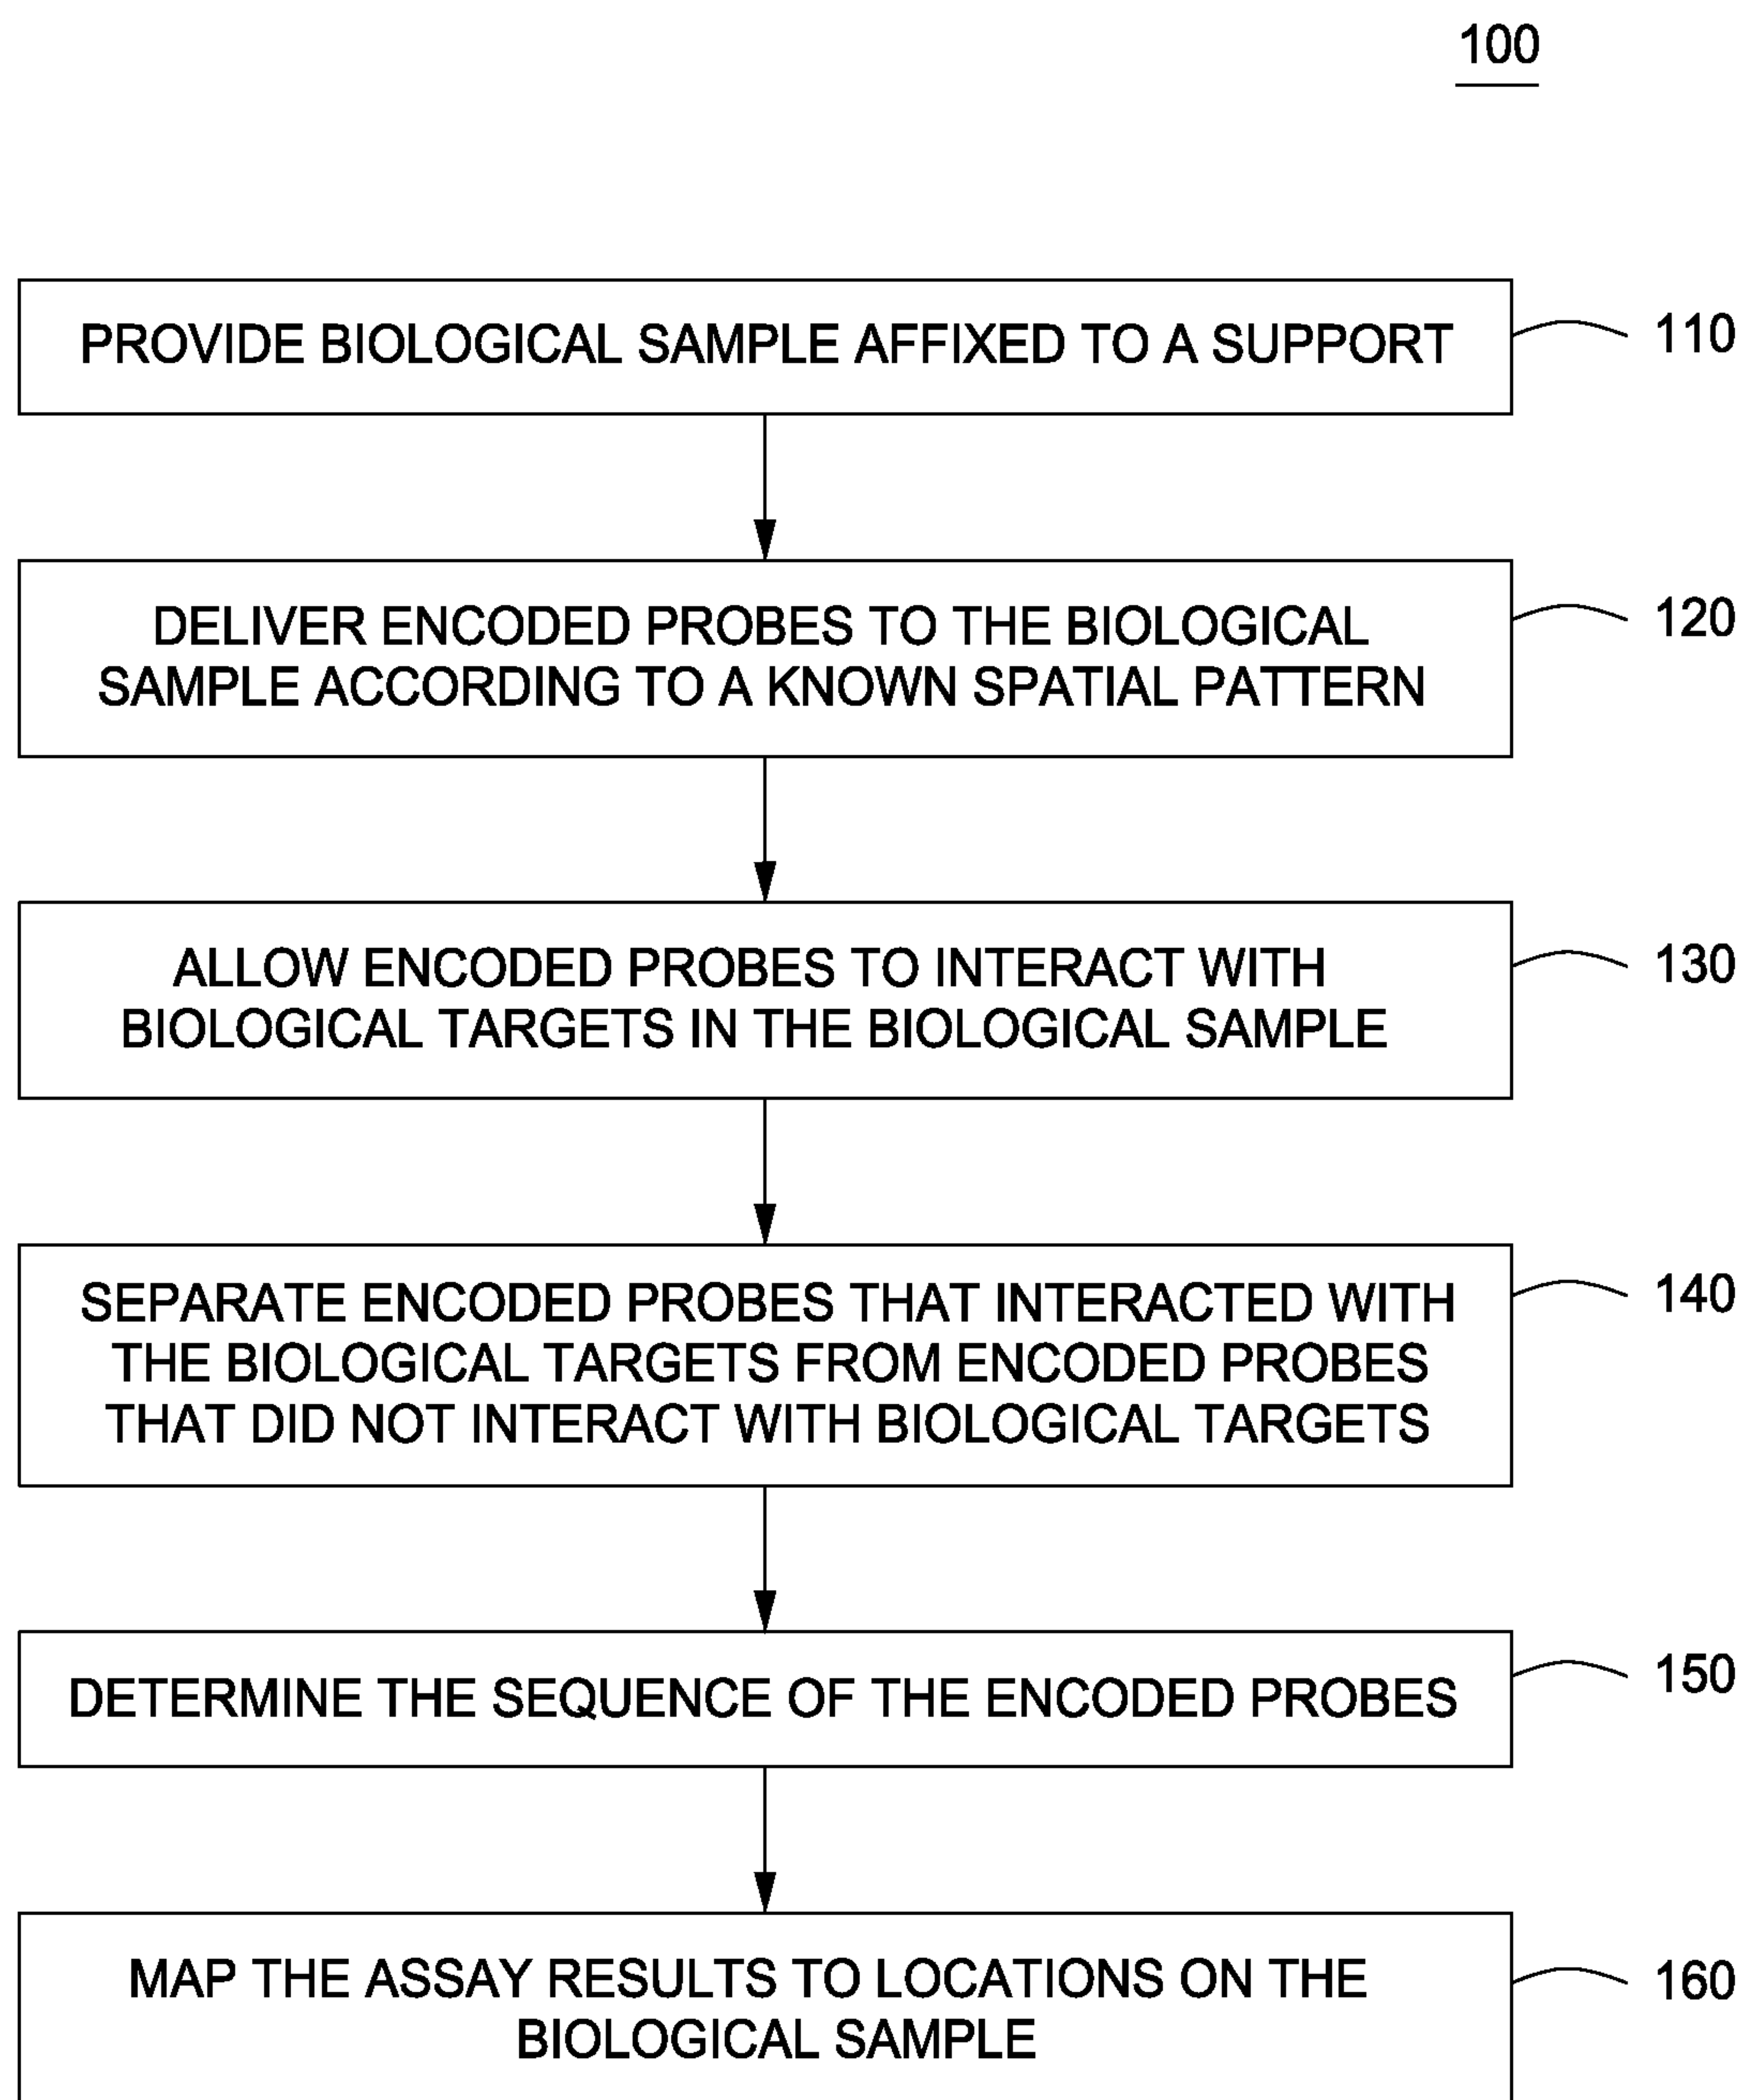 100
PROVIDE BIOLOGICAL SAMPLE AFFIXED TO A SUPPORT
110
DELIVER ENCODED PROBES TO THE BIOLOGICAL
SAMPLE ACCORDING TO A KNOWN SPATIAL PATTERN
120
ALLOW ENCODED PROBES TO INTERACT WITH
BIOLOGICAL TARGETS IN THE BIOLOGICAL SAMPLE
130
SEPARATE ENCODED PROBES THAT INTERACTED WITH
THE BIOLOGICAL TARGETS FROM ENCODED PROBES
THAT DID NOT INTERACT WITH BIOLOGICAL TARGETS
140
DETERMINE THE SEQUENCE OF THE ENCODED PROBES
150
MAP THE ASSAY RESULTS TO LOCATIONS ON THE
BIOLOGICAL SAMPLE
160